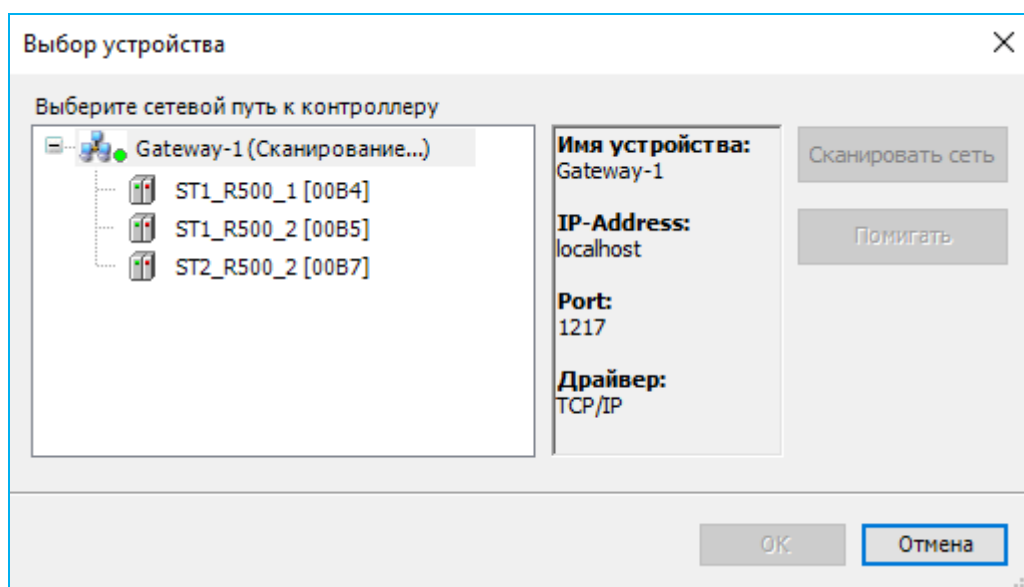 Выбор устройства
Выберите сетевой путь к контроллеру
Gateway-1 (Сканирование...)
ST1_R500_1 [00B4]
ST1_R500_2 [00B5]
ST2_R500_2 [00B7]
Имя устройства:
Gateway-1
IP-Address:
localhost
Port:
1217
Драйвер:
TCP/IP
Сканировать сеть
Помигать
OK
Отмена